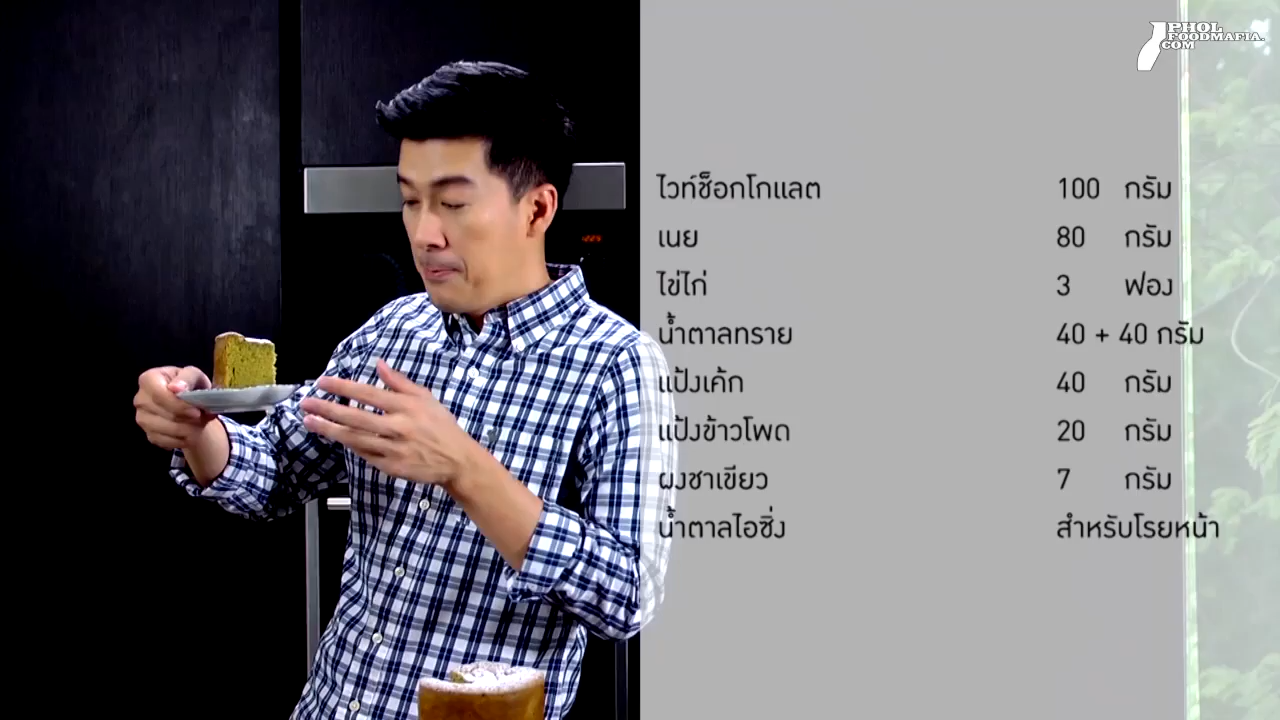 PHOL
FOODMAFIA.
COM
ไวท์ช็อกโกแลต 100 กรัม
เนย 80 กรัม
ไข่ไก่ 3 ฟอง
น้ำตาลทราย 40 + 40 กรัม
แป้งเค้ก 40 กรัม
แป้งข้าวโพด 20 กรัม
ผงชาเขียว 7 กรัม
น้ำตาลไอซิ่ง สำหรับโรยหน้า